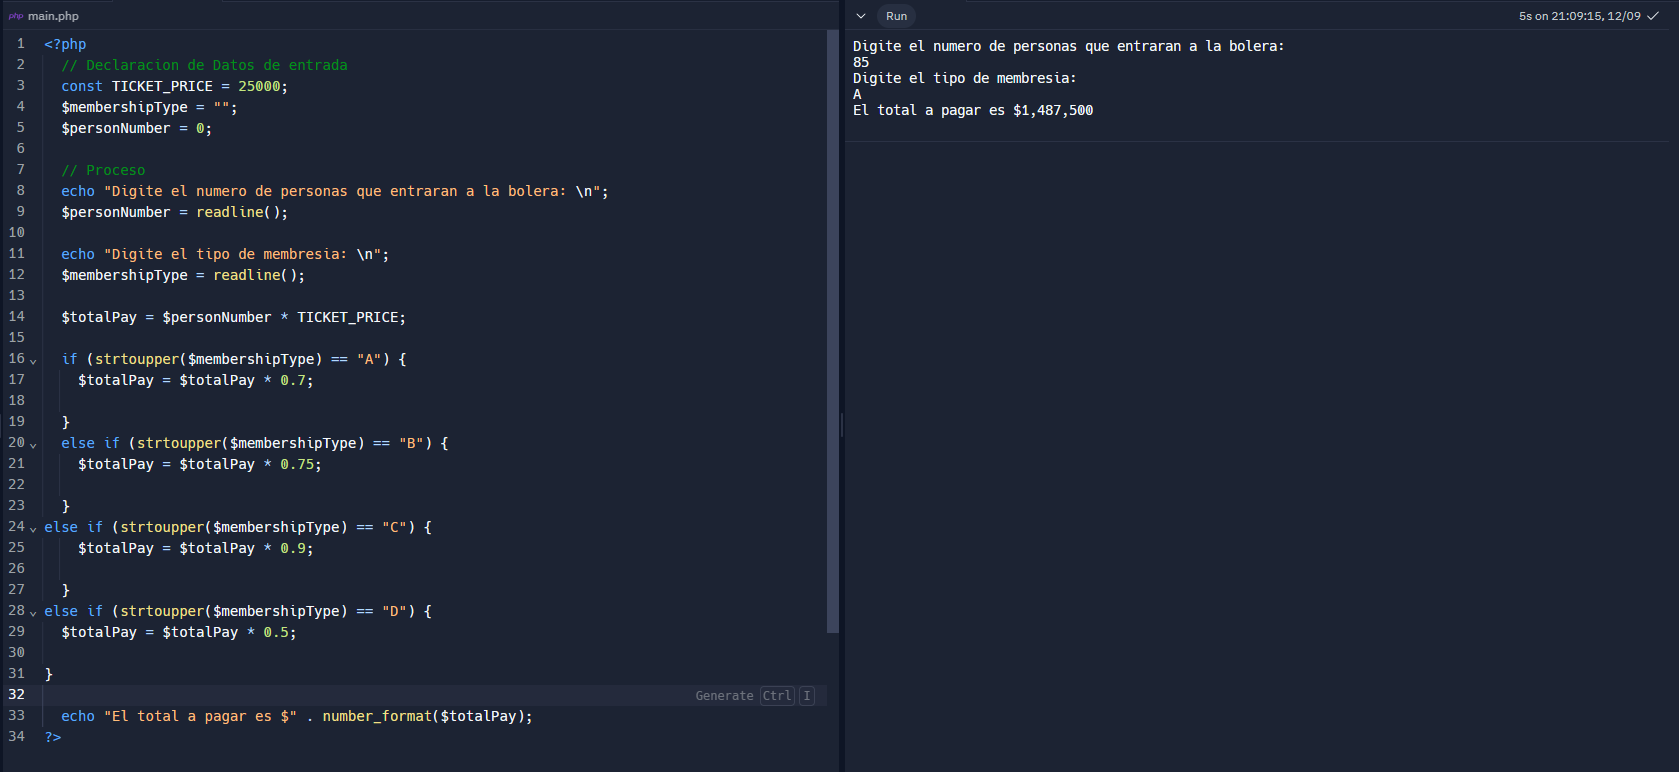 php main.php
1 <?php
2 // Declaracion de Datos de entrada
3 const TICKET_PRICE = 25000;
4 $membershipType = "";
5 $personNumber = 0;
6
7 // Proceso
8 echo "Digite el numero de personas que entraran a la bolera: \n";
9 $personNumber = readline();
10
11 echo "Digite el tipo de membresia: \n";
12 $membershipType = readline();
13
14 $totalPay = $personNumber * TICKET_PRICE;
15
16 if (strtoupper($membershipType) == "A") {
17 $totalPay = $totalPay * 0.7;
18
19 }
20 else if (strtoupper($membershipType) == "B") {
21 $totalPay = $totalPay * 0.75;
22
23 }
24 else if (strtoupper($membershipType) == "C") {
25 $totalPay = $totalPay * 0.9;
26
27 }
28 else if (strtoupper($membershipType) == "D") {
29 $totalPay = $totalPay * 0.5;
30
31 }
32 Generate Ctrl I
33 echo "El total a pagar es $" . number_format($totalPay);
34 ?>
Run 5s on 21:09:15, 12/09
Digite el numero de personas que entraran a la bolera:
85
Digite el tipo de membresia:
A
El total a pagar es $1,487,500